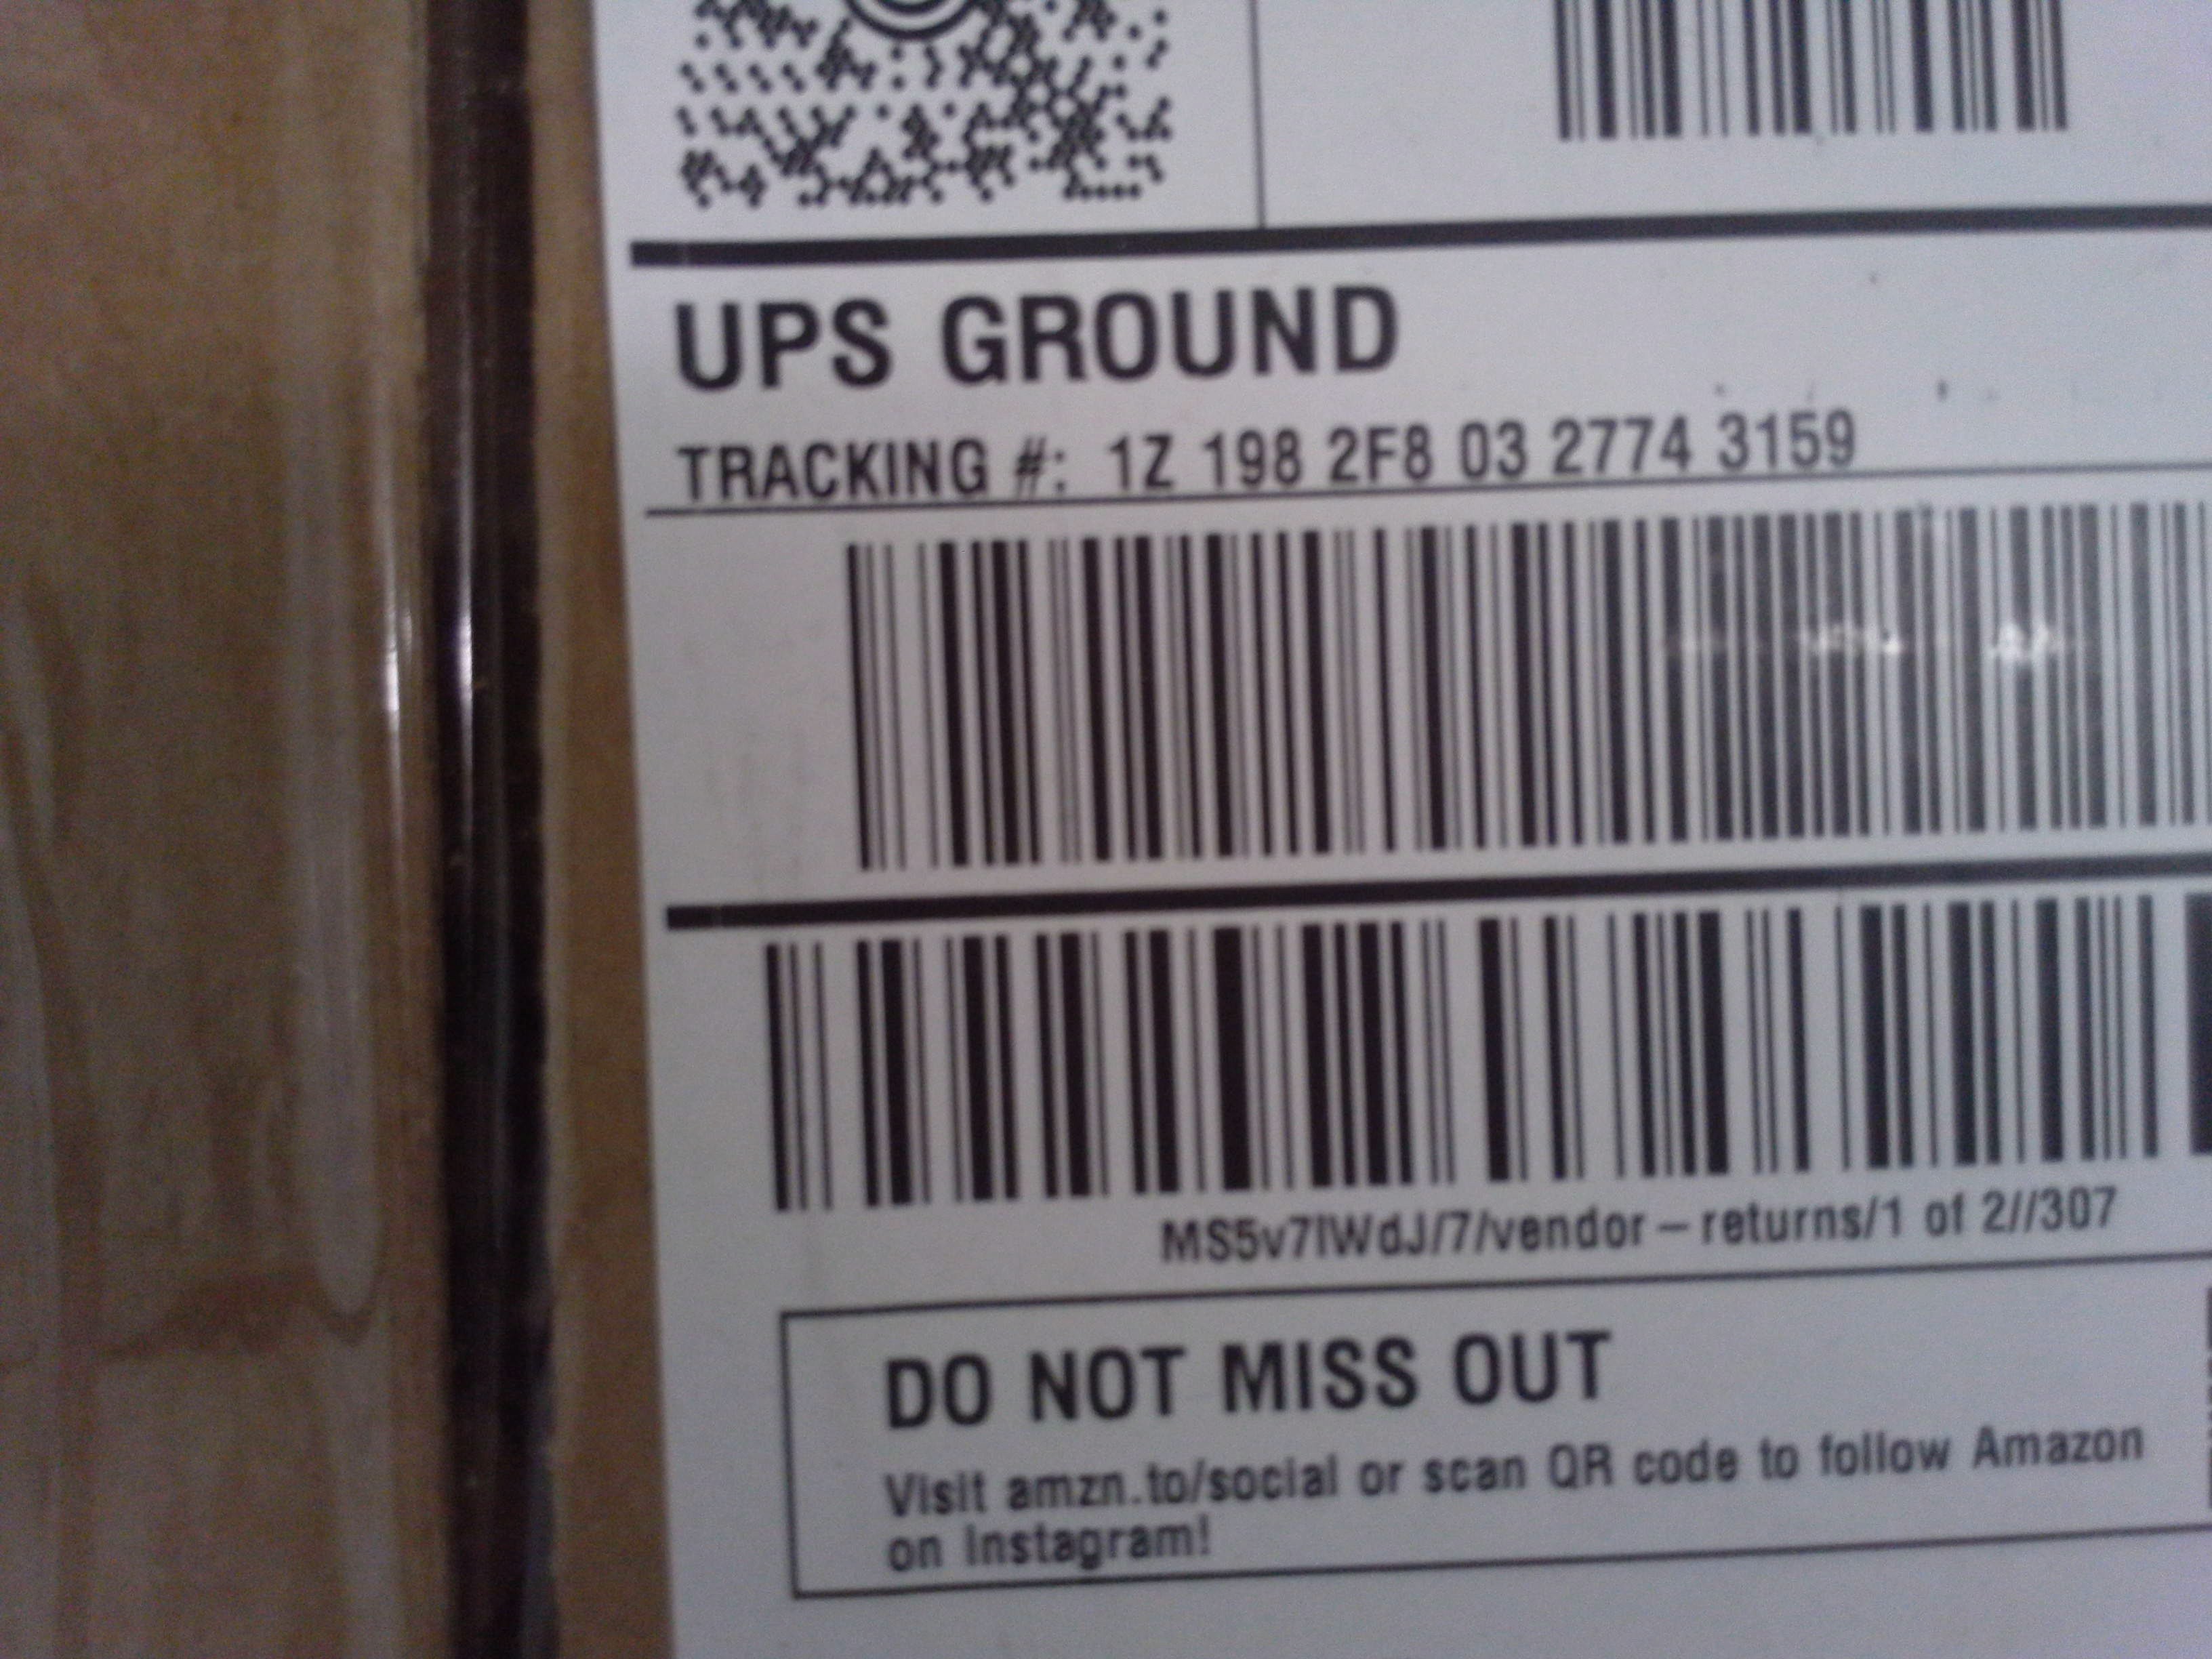 UPS GROUND
TRACKING #: 1Z 198 2F8 03 2774 3159
MS5v7IWdJ/7/vendor – returns/1 of 2//307
DO NOT MISS OUT
Visit amzn.to/social or scan QR code to follow Amazon
on Instagram!